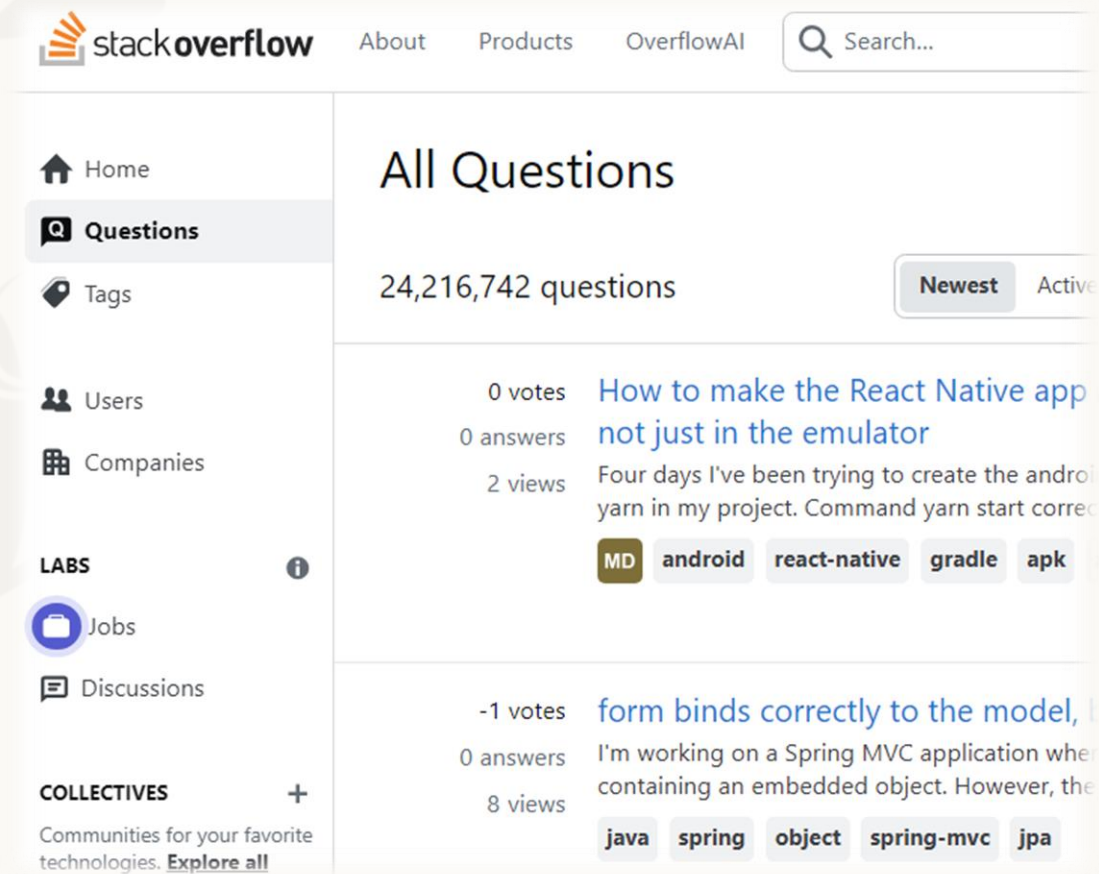 stackoverflow About Products OverflowAI Search...
Home
Questions
Tags
Users
Companies
LABS
Jobs
Discussions
COLLECTIVES
Communities for your favorite
technologies. Explore all
All Questions
24,216,742 questions
Newest Active
0 votes
0 answers
2 views
How to make the React Native app
not just in the emulator
Four days I've been trying to create the
yarn in my project. Command yarn start
MD android react-native gradle apk
-1 votes
0 answers
8 views
form binds correctly to the model,
I'm working on a Spring MVC application
containing an embedded object. However, the
java spring object spring-mvc jpa